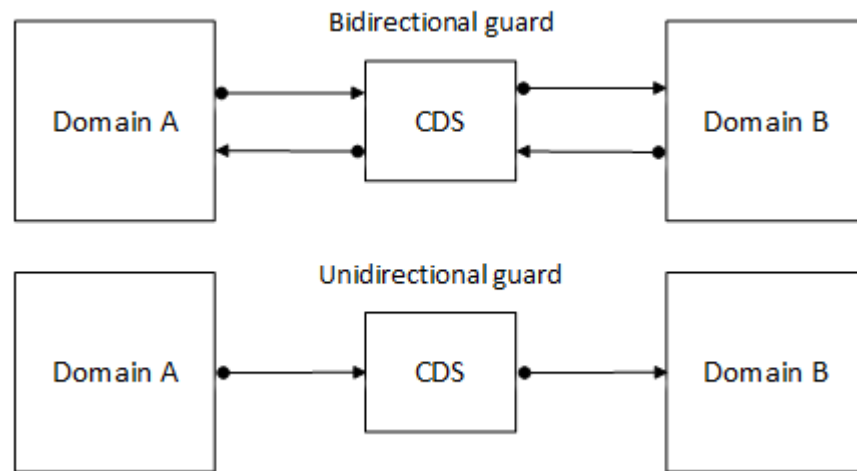 Bidirectional guard
Domain A
CDS
Domain B
Unidirectional guard
Domain A
CDS
Domain B